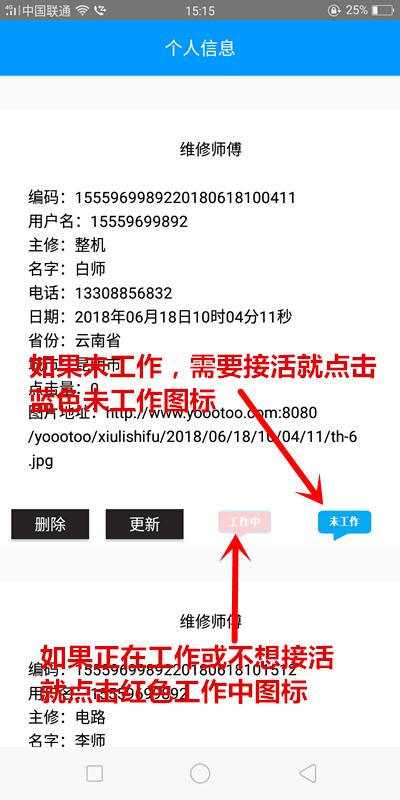 中国联通 15:15 25%
个人信息
维修师傅
编码：1555969989220180618100411
用户名：15559699892
主修：整机
名字：白师
电话：13308856832
日期：2018年06月18日10时04分11秒
省份：云南省
如果未工作，需要接活就点击
点击量：0
蓝色未工作图标
图片地址：http://www.yoootoo.com:8080
/yoootoo/xiulishifu/2018/06/18/10/04/11/th-6
.jpg
删除 更新 工作中 未工作
维修师傅
如果正在工作或不想接活
编码：1555969989220180618101512
用户名：15559699892
就点击红色工作中图标
主修：电路
名字：李师